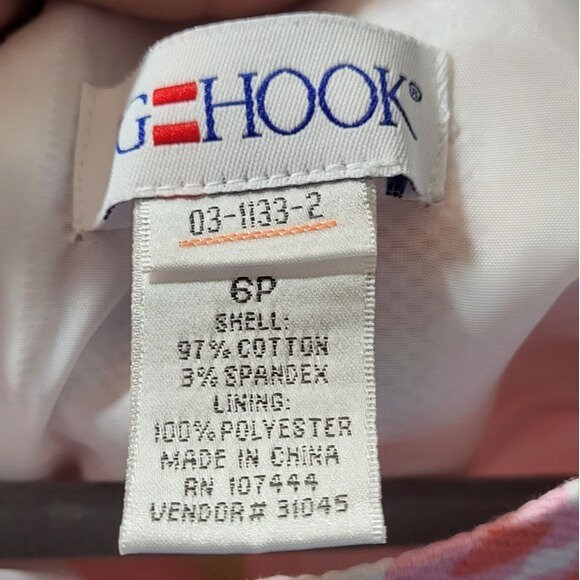 G HOOK®
03-1133-2
6P
SHELL:
97% COTTON
3% SPANDEX
LINING:
100% POLYESTER
MADE IN CHINA
RN 107444
VENDOR# 31045